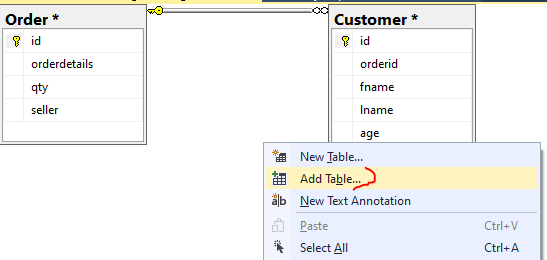 Order *
id
orderdetails
qty
seller
Customer *
id
orderid
fname
lname
age
New Table...
Add Table...
New Text Annotation
Paste Ctrl+V
Select All Ctrl+A